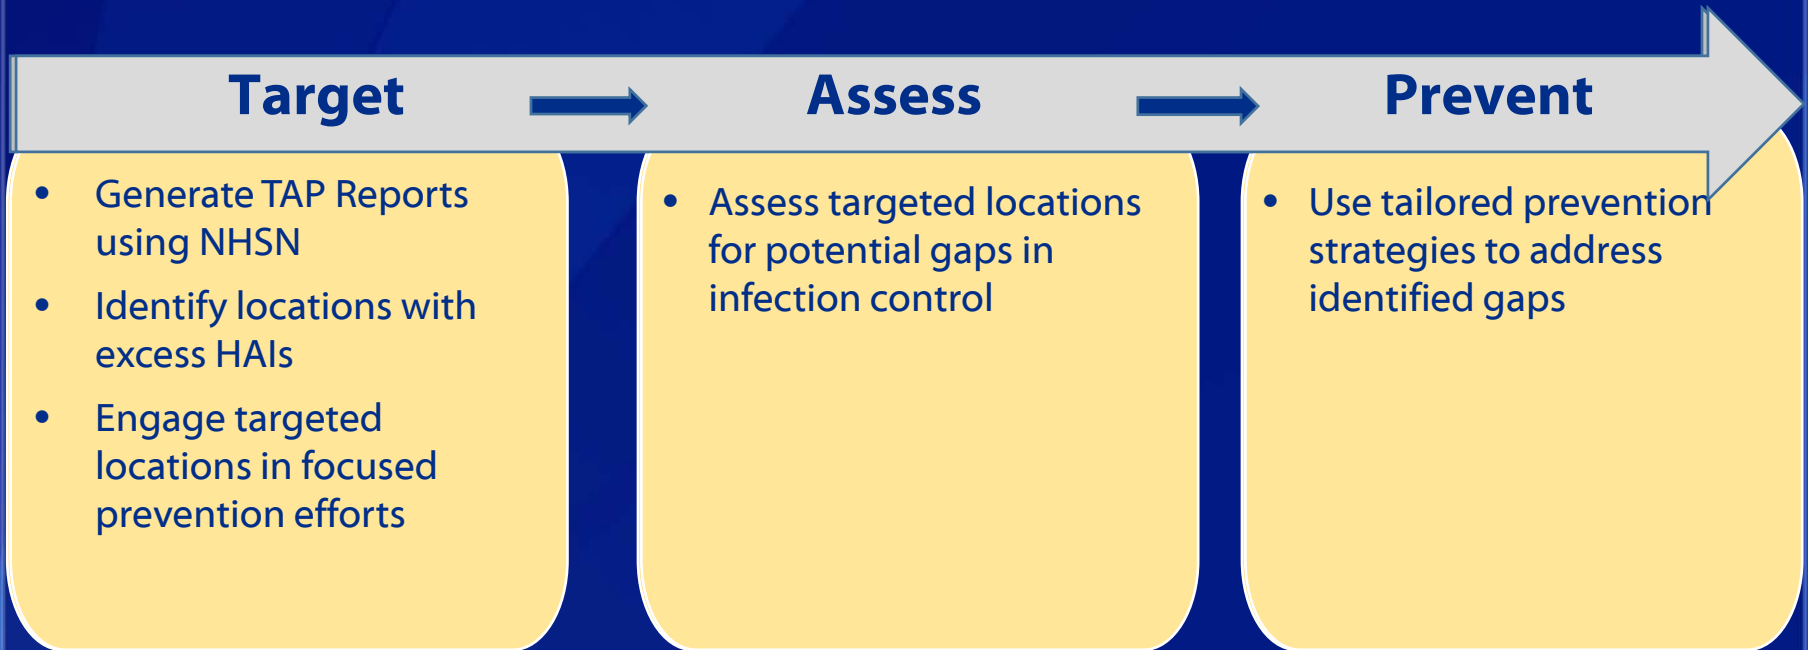 Target
Assess
Prevent
• Generate TAP Reports
using NHSN
• Identify locations with
excess HAIs
• Engage targeted
locations in focused
prevention efforts
• Assess targeted locations
for potential gaps in
infection control
• Use tailored prevention
strategies to address
identified gaps